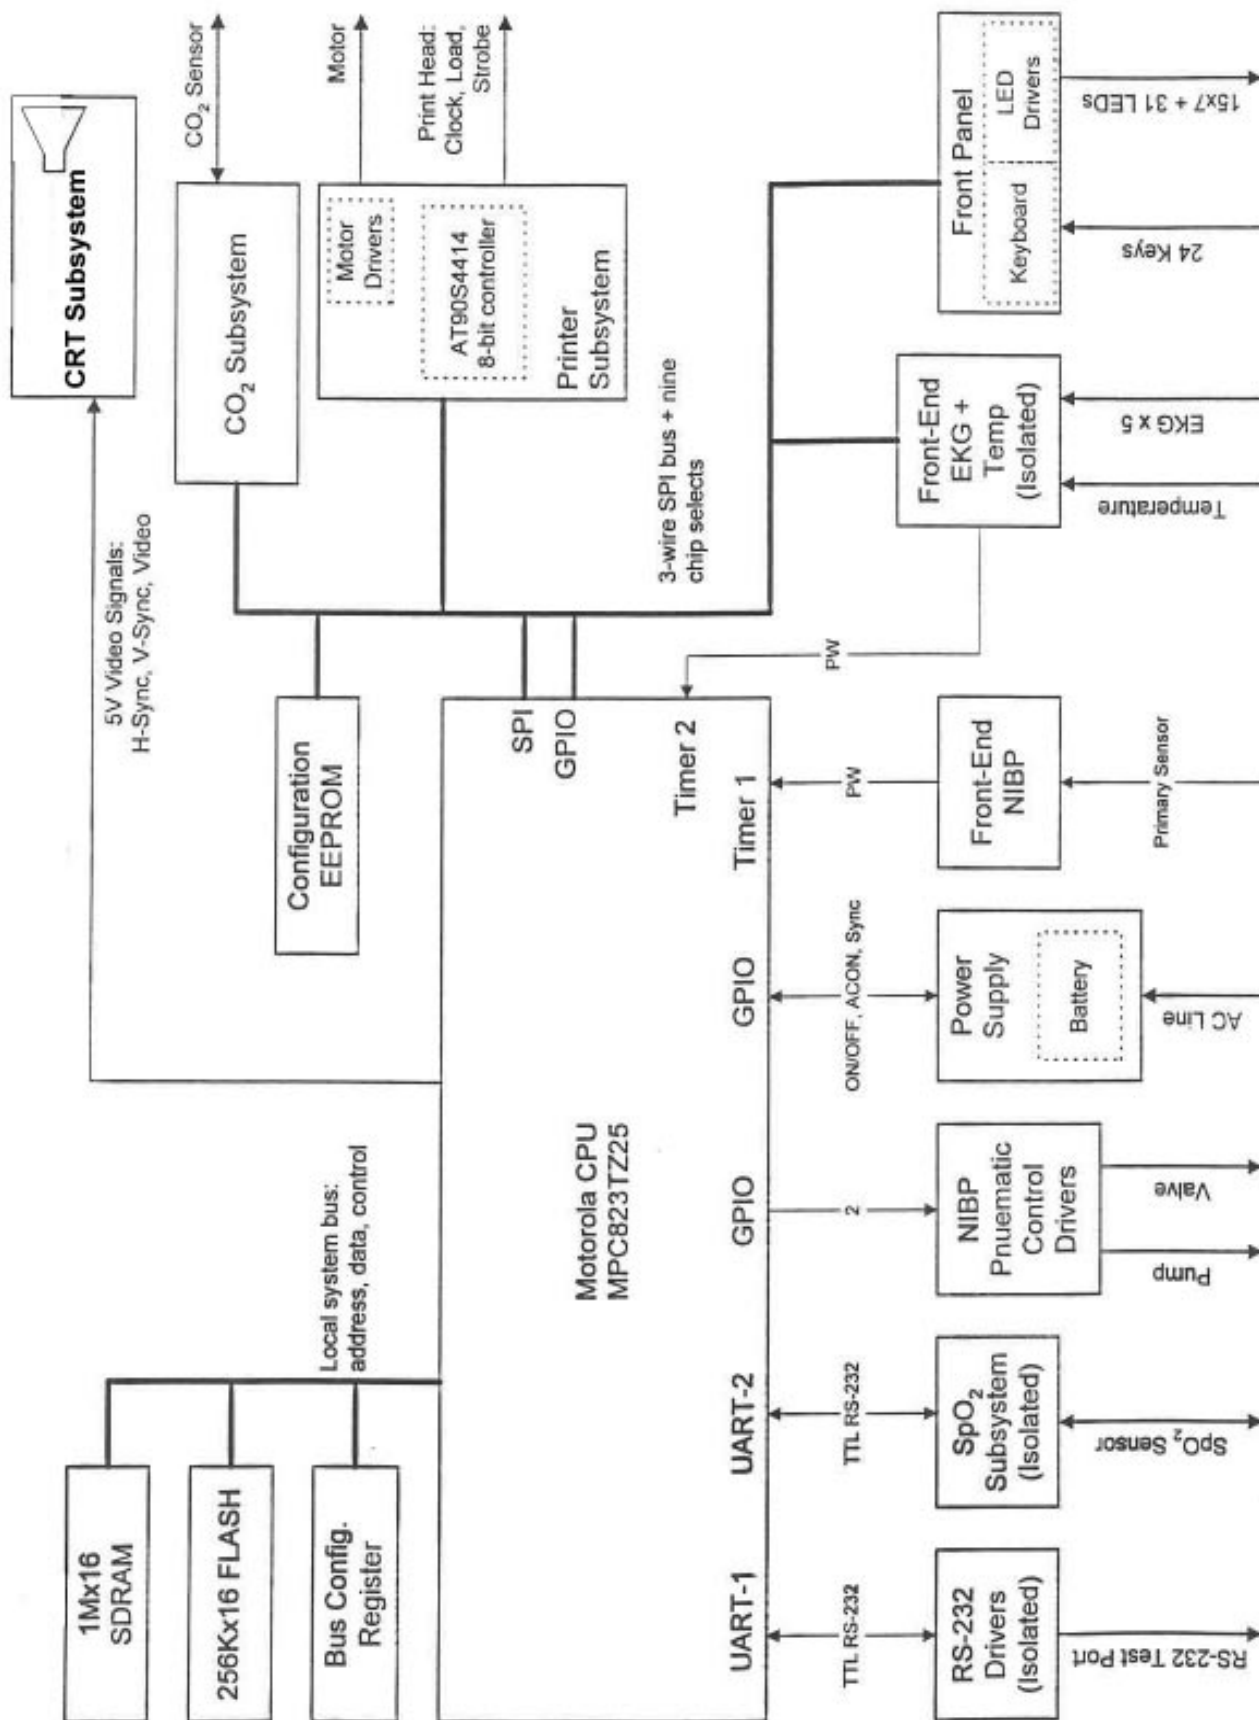 1Mx16
SDRAM
256Kx16 FLASH
Bus Config.
Register
Local system bus:
address, data, control
5V Video Signals:
H-Sync, V-Sync, Video
CRT Subsystem
CO₂ Subsystem
CO₂ Sensor
Motor
Drivers
AT90S4414
8-bit controller
Printer
Subsystem
Motor
Print Head:
Clock, Load,
Strobe
Configuration
EEPROM
3-wire SPI bus + nine
chip selects
Motorola CPU
MPC823TZ25
SPI
GPIO
Timer 2
UART-1
UART-2
GPIO
GPIO
Timer 1
TTL RS-232
TTL RS-232
2
ON/OFF, ACON, Sync
PW
PW
RS-232
Drivers
(Isolated)
SpO₂
Subsystem
(Isolated)
NIBP
Pnuematic
Control
Drivers
Power
Supply
Battery
Front-End
NIBP
Front-End
EKG +
Temp
(Isolated)
Front Panel
Keyboard
LED
Drivers
RS-232 Test Port
SpO₂ Sensor
Pump
Valve
AC Line
Primary Sensor
Temperature
EKG x 5
24 Keys
15x7 + 31 LEDs